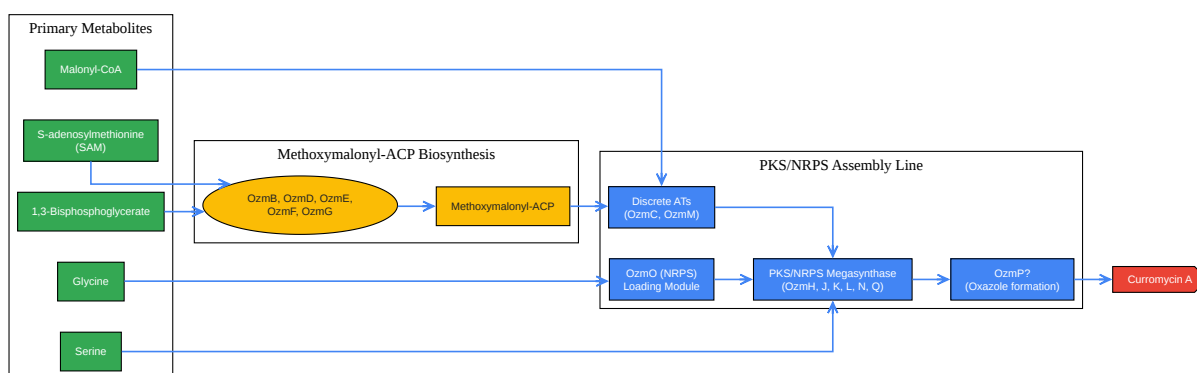 Primary Metabolites
Malonyl-CoA
S-adenosylmethionine
(SAM)
1,3-Bisphosphoglycerate
Glycine
Serine
Methoxymalonyl-ACP Biosynthesis
OzmB, OzmD, OzmE,
OzmF, OzmG
Methoxymalonyl-ACP
PKS/NRPS Assembly Line
Discrete ATs
(OzmC, OzmM)
OzmO (NRPS)
Loading Module
PKS/NRPS Megasynthase
(OzmH, J, K, L, N, Q)
OzmP?
(Oxazole formation)
Curromycin A